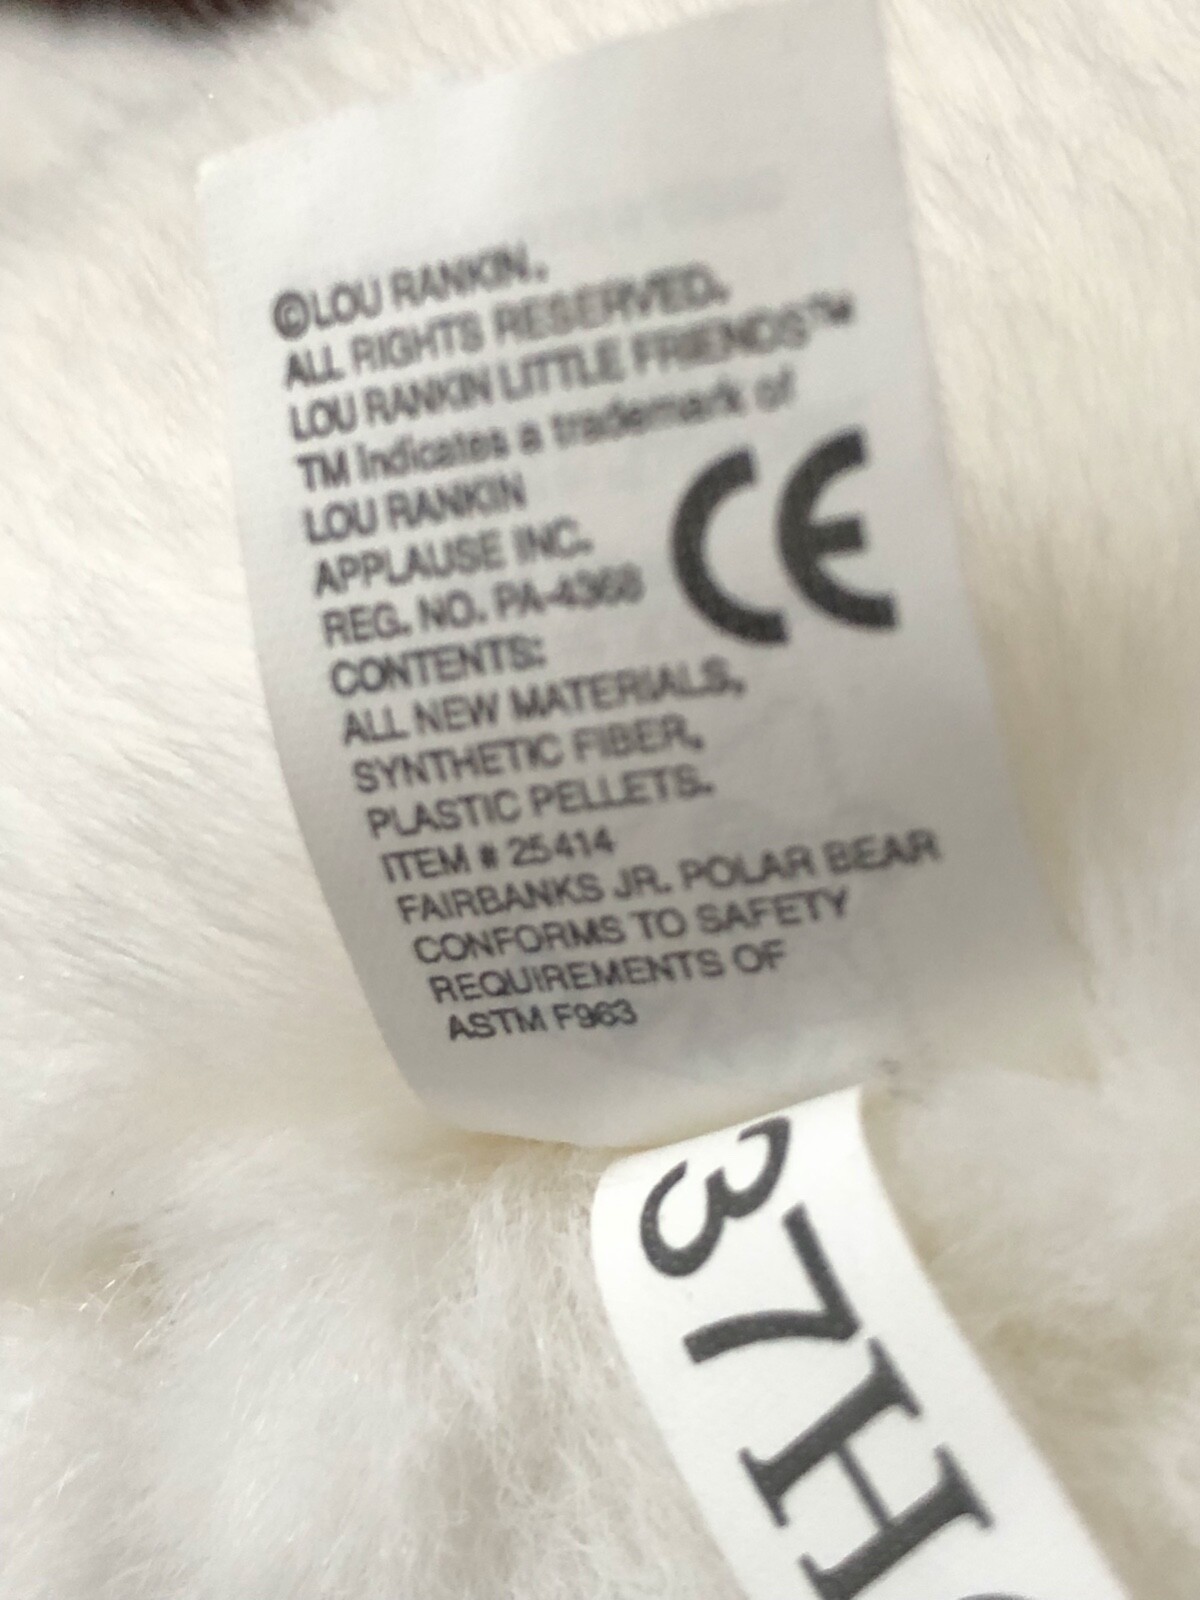 ©LOU RANKIN.
ALL RIGHTS RESERVED.
LOU RANKIN LITTLE FRIENDS™
TM Indicates a trademark of
LOU RANKIN
APPLAUSE INC.
REG. NO. PA-4368
CE
CONTENTS:
ALL NEW MATERIALS,
SYNTHETIC FIBER,
PLASTIC PELLETS.
ITEM # 25414
FAIRBANKS JR. POLAR BEAR
CONFORMS TO SAFETY
REQUIREMENTS OF
ASTM F963
37H